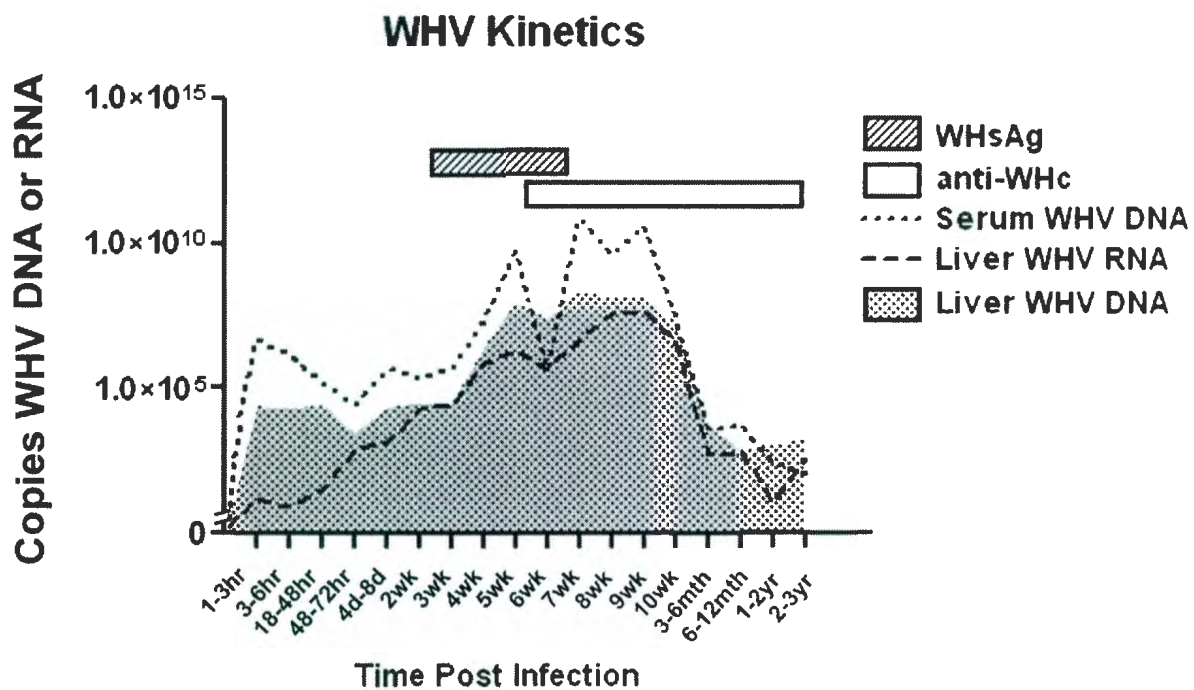 WHV Kinetics
Copies WHV DNA or RNA
1.0×10¹⁵
1.0×10¹⁰
1.0×10⁵
0
WHsAg
anti-WHc
Serum WHV DNA
Liver WHV RNA
Liver WHV DNA
1-3hr
3-6hr
18-48hr
48-72hr
4d-8d
2wk
3wk
4wk
5wk
6wk
7wk
8wk
9wk
10wk
3-6mth
6-12mth
1-2yr
2-3yr
Time Post Infection